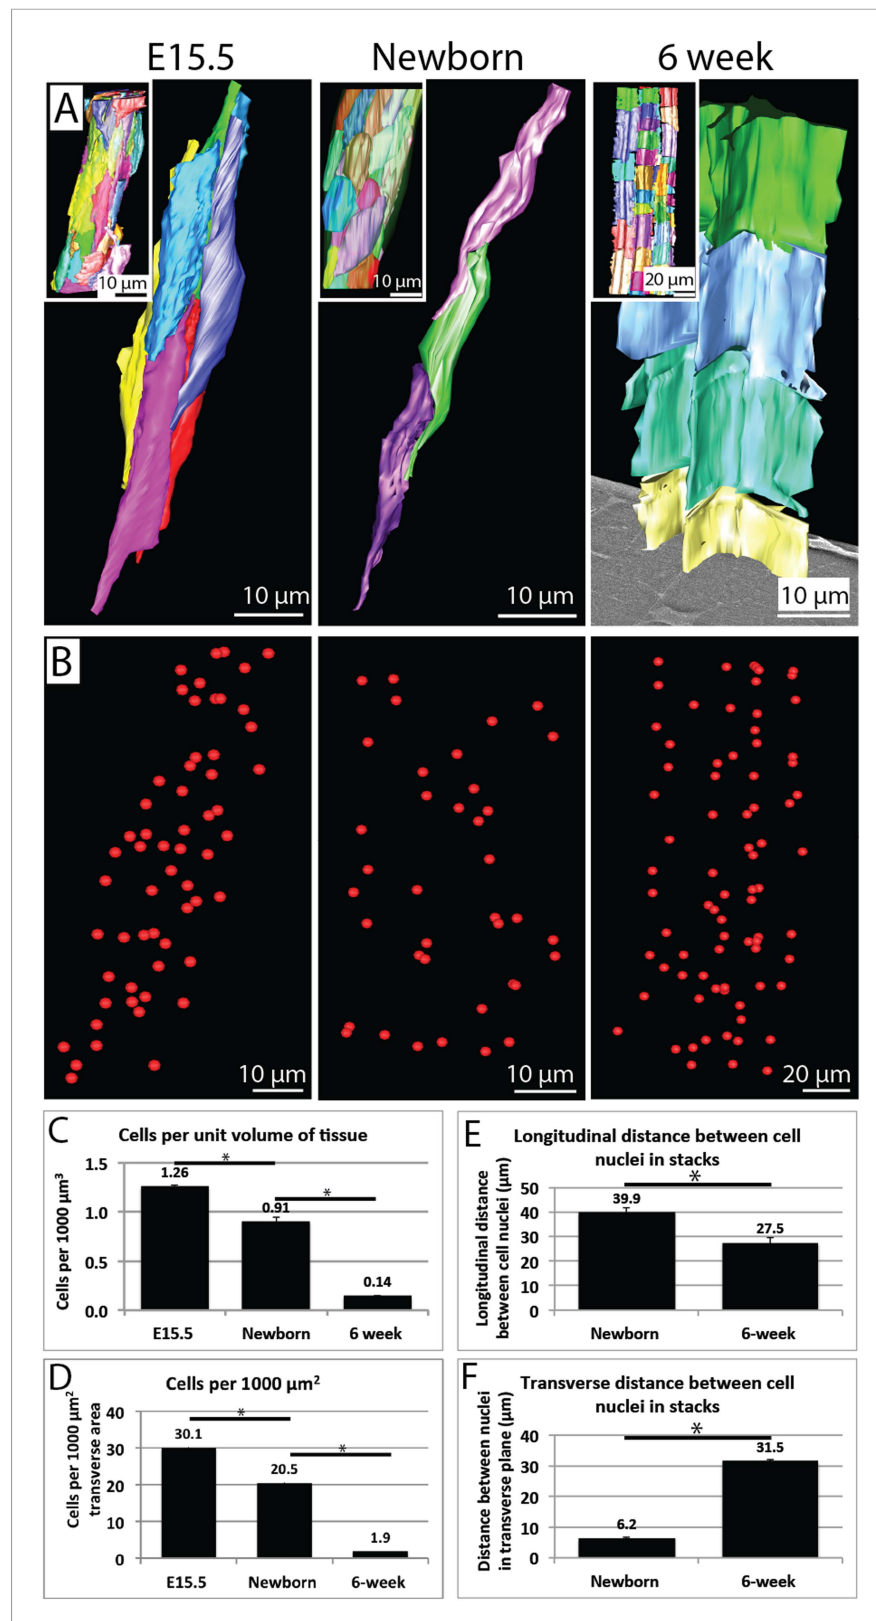 E15.5
Newborn
6 week
A
10 µm
10 µm
20 µm
10 µm
10 µm
10 µm
B
10 µm
10 µm
20 µm
C
Cells per unit volume of tissue
Cells per 1000 µm³
1.5
1.0
0.5
0.0
1.26
*
0.91
*
0.14
E15.5
Newborn
6 week
E
Longitudinal distance between cell
nuclei in stacks
Longitudinal distance
between cell nuclei (µm)
50
40
30
20
10
0
39.9
*
27.5
Newborn
6-week
D
Cells per 1000 µm²
Cells per 1000 µm²
transverse area
40
30
20
10
0
30.1
*
20.5
*
1.9
E15.5
Newborn
6-week
F
Transverse distance between cell
nuclei in stacks
Distance between nuclei
in transverse plane (µm)
40
30
20
10
0
6.2
*
31.5
Newborn
6-week